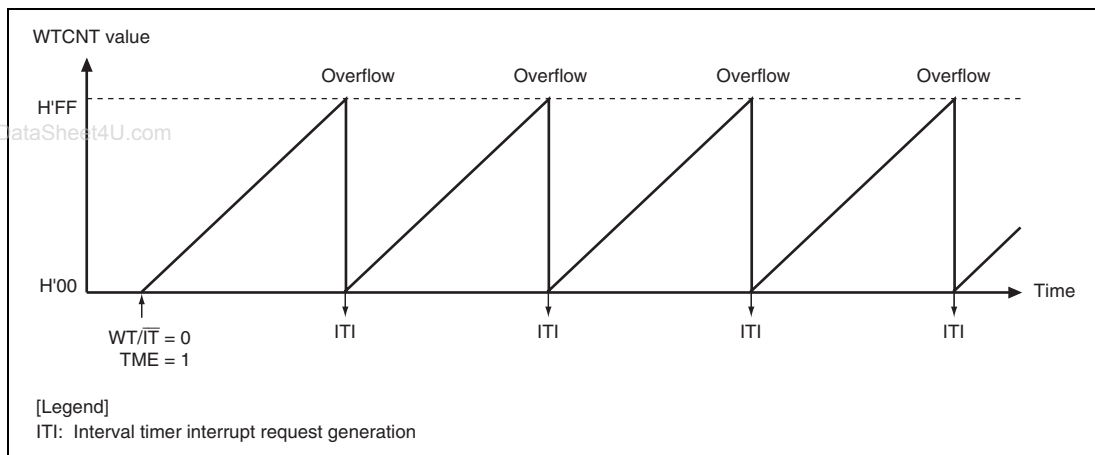 WTCNT value
Overflow Overflow Overflow Overflow
H'FF
DataSheet4U.com
H'00
Time
WT/I̅T̅ = 0
TME = 1
ITI ITI ITI ITI
[Legend]
ITI: Interval timer interrupt request generation